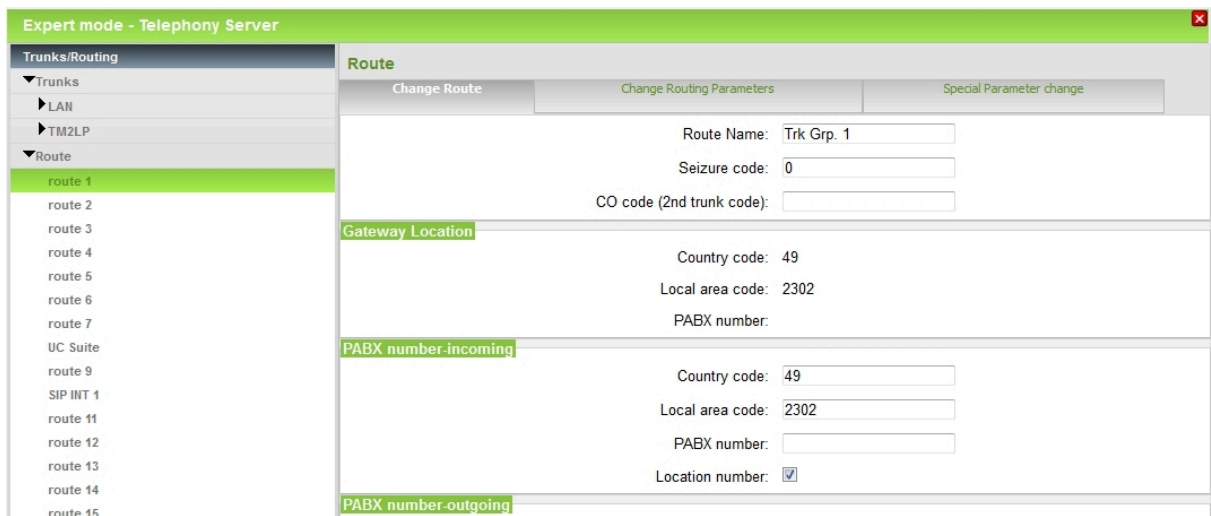 Expert mode - Telephony Server
Trunks/Routing
Trunks
LAN
TM2LP
Route
route 1
route 2
route 3
route 4
route 5
route 6
route 7
UC Suite
route 9
SIP INT 1
route 11
route 12
route 13
route 14
route 15
Route
Change Route Change Routing Parameters Special Parameter change
Route Name: Trk Grp. 1
Seizure code: 0
CO code (2nd trunk code):
Gateway Location
Country code: 49
Local area code: 2302
PABX number:
PABX number-incoming
Country code: 49
Local area code: 2302
PABX number:
Location number:
PABX number-outgoing